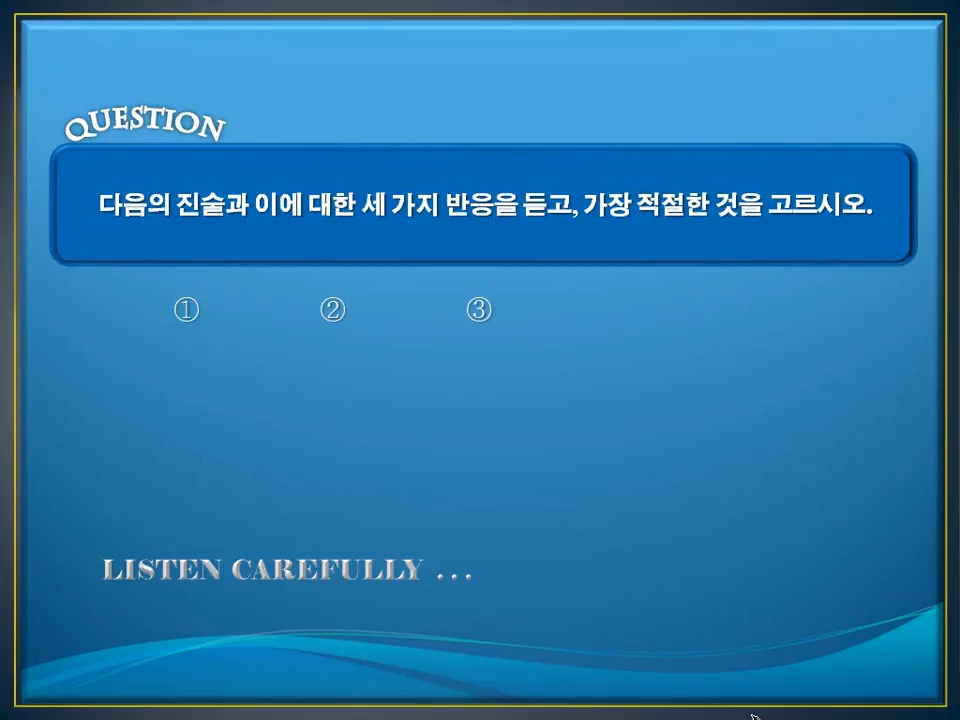 QUESTION
다음의 진술과 이에 대한 세 가지 반응을 듣고, 가장 적절한 것을 고르시오.
① ② ③
LISTEN CAREFULLY ...